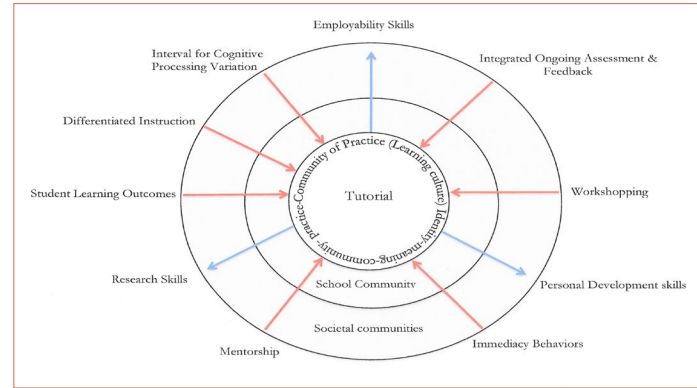 Employability Skills
Interval for Cognitive
Processing Variation
Integrated Ongoing Assessment &
Feedback
Differentiated Instruction
Community of Practice (Learning culture) Identity-meaning-community- practice-
Tutorial
Student Learning Outcomes
Workshopping
Research Skills
School Community
Personal Development skills
Societal communities
Mentorship
Immediacy Behaviors